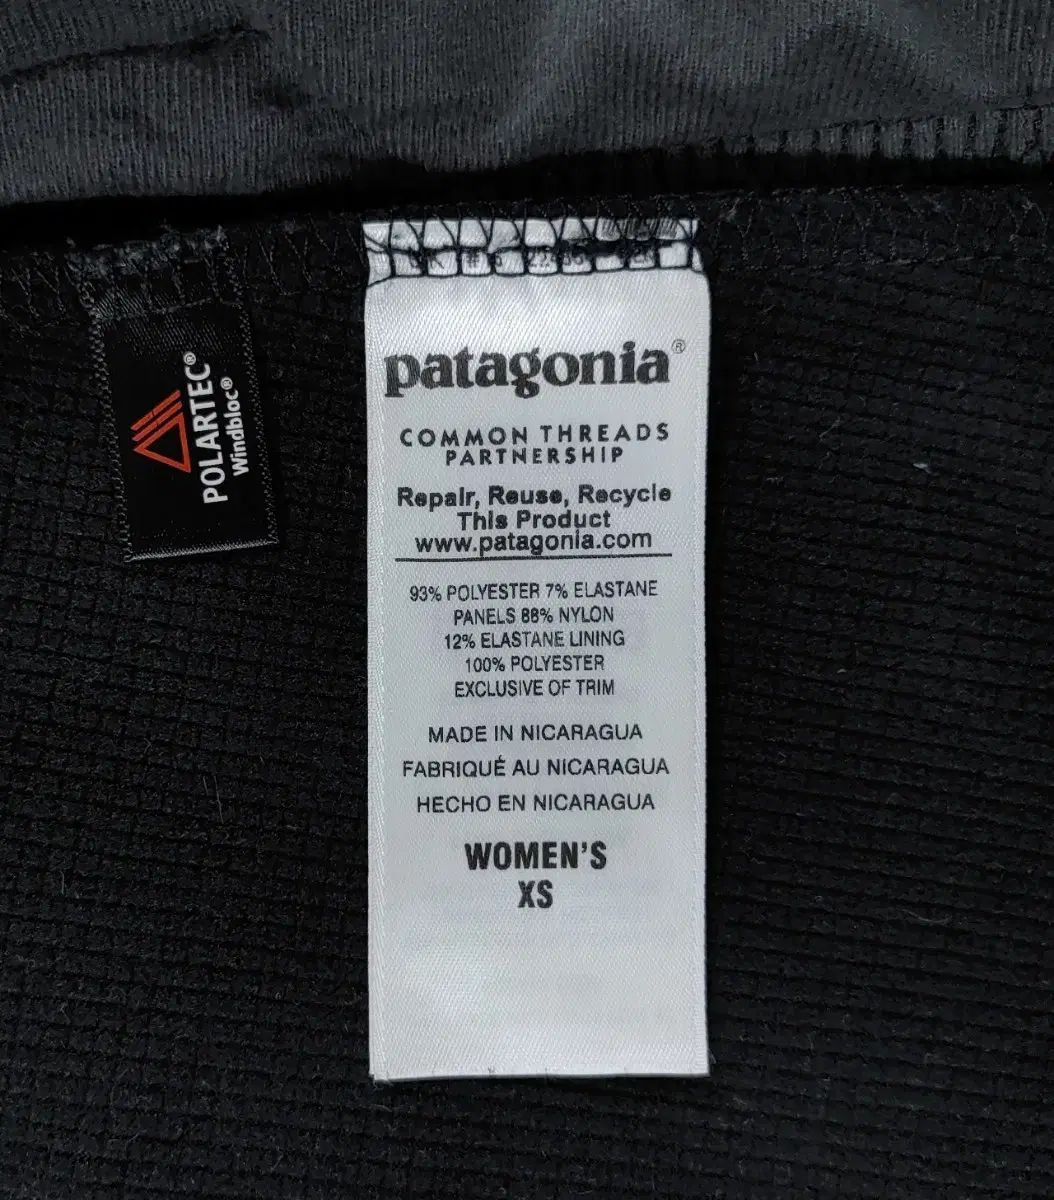 POLARTEC®
Windbloc®
patagonia®
COMMON THREADS
PARTNERSHIP
Repair, Reuse, Recycle
This Product
www.patagonia.com
93% POLYESTER 7% ELASTANE
PANELS 88% NYLON
12% ELASTANE LINING
100% POLYESTER
EXCLUSIVE OF TRIM
MADE IN NICARAGUA
FABRIQUÉ AU NICARAGUA
HECHO EN NICARAGUA
WOMEN'S
XS